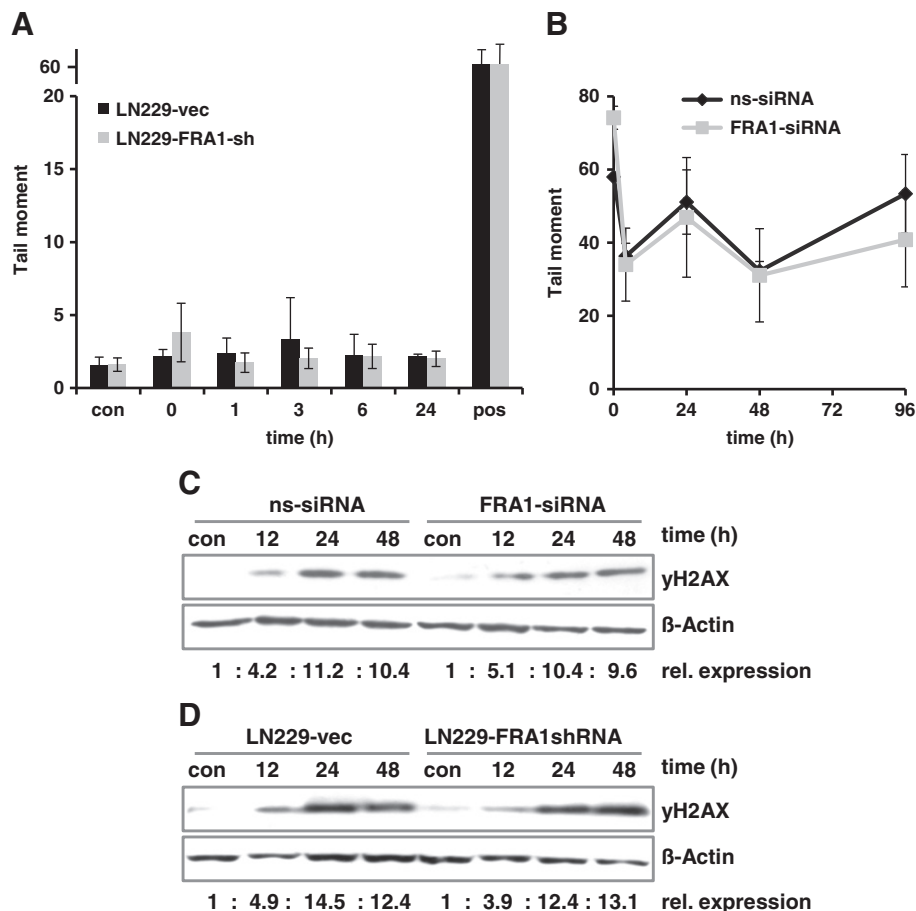 A
60
20
15
10
5
0
Tail moment
LN229-vec
LN229-FRA1-sh
con 0 1 3 6 24 pos
time (h)
B
80
60
40
20
0
Tail moment
ns-siRNA
FRA1-siRNA
0 24 48 72 96
time (h)
C
ns-siRNA FRA1-siRNA
con 12 24 48 con 12 24 48 time (h)
yH2AX
ß-Actin
1 : 4.2 : 11.2 : 10.4 1 : 5.1 : 10.4 : 9.6 rel. expression
D
LN229-vec LN229-FRA1shRNA
con 12 24 48 con 12 24 48 time (h)
yH2AX
ß-Actin
1 : 4.9 : 14.5 : 12.4 1 : 3.9 : 12.4 : 13.1 rel. expression